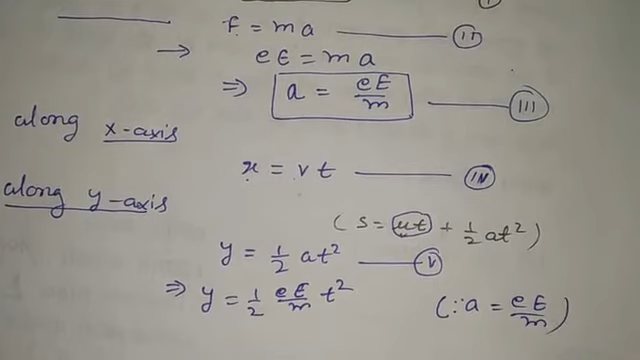 F = ma (II)
→ eE = ma
⇒ a = eE/m (III)
along x-axis
x = vt (IV)
along y-axis
(S = ut + 1/2 at²)
y = 1/2 at² (V)
⇒ y = 1/2 eE/m t² (∵ a = eE/m)